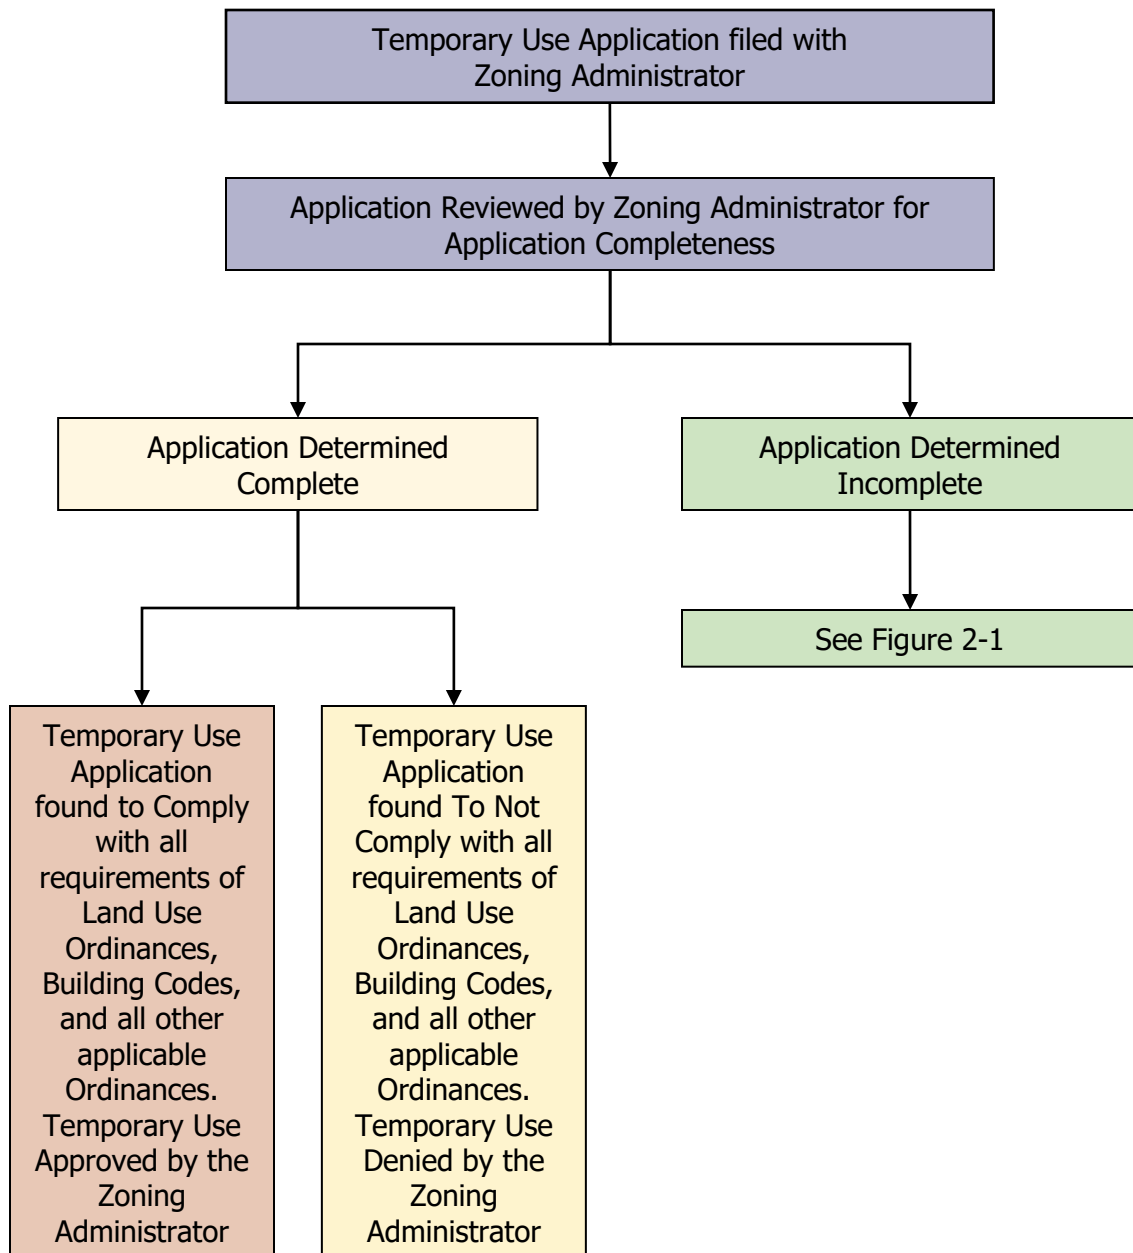 Temporary Use Application filed with
Zoning Administrator
Application Reviewed by Zoning Administrator for
Application Completeness
Application Determined
Complete
Application Determined
Incomplete
See Figure 2-1
Temporary Use
Application
found to Comply
with all
requirements of
Land Use
Ordinances,
Building Codes,
and all other
applicable
Ordinances.
Temporary Use
Approved by the
Zoning
Administrator
Temporary Use
Application
found To Not
Comply with all
requirements of
Land Use
Ordinances,
Building Codes,
and all other
applicable
Ordinances.
Temporary Use
Denied by the
Zoning
Administrator